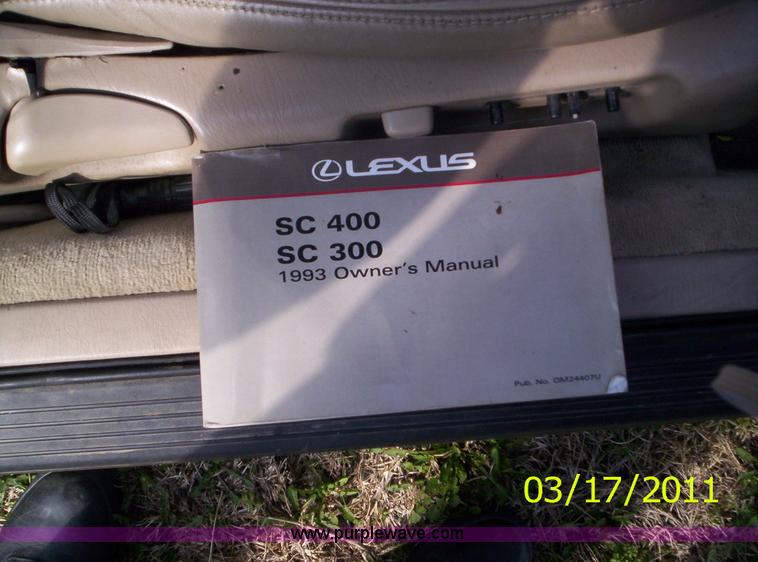 LEXUS
SC 400
SC 300
1993 Owner's Manual
Pub. No. OM24407U
03/17/2011
www.purplewave.com